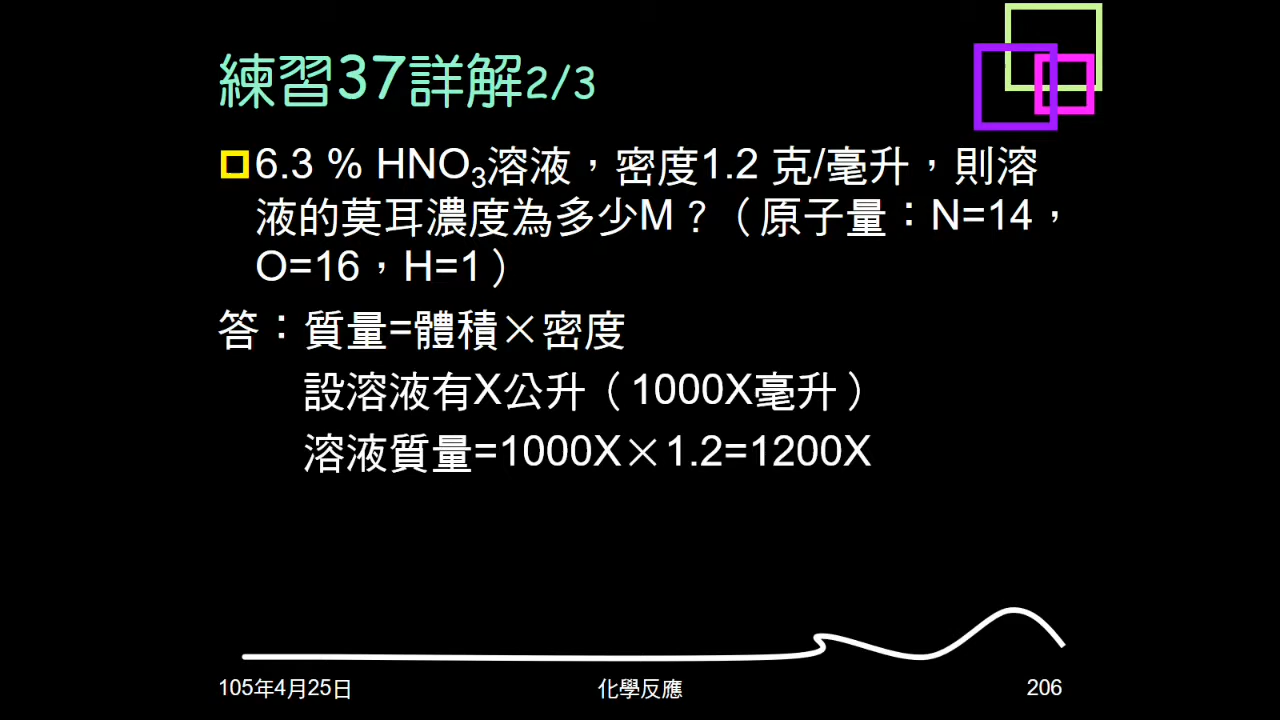 練習37詳解2/3
6.3 % HNO₃溶液，密度1.2 克/毫升，則溶
液的莫耳濃度為多少M？（原子量：N=14，
O=16，H=1）
答：質量=體積×密度
設溶液有X公升（1000X毫升）
溶液質量=1000X×1.2=1200X
105年4月25日
化學反應
206